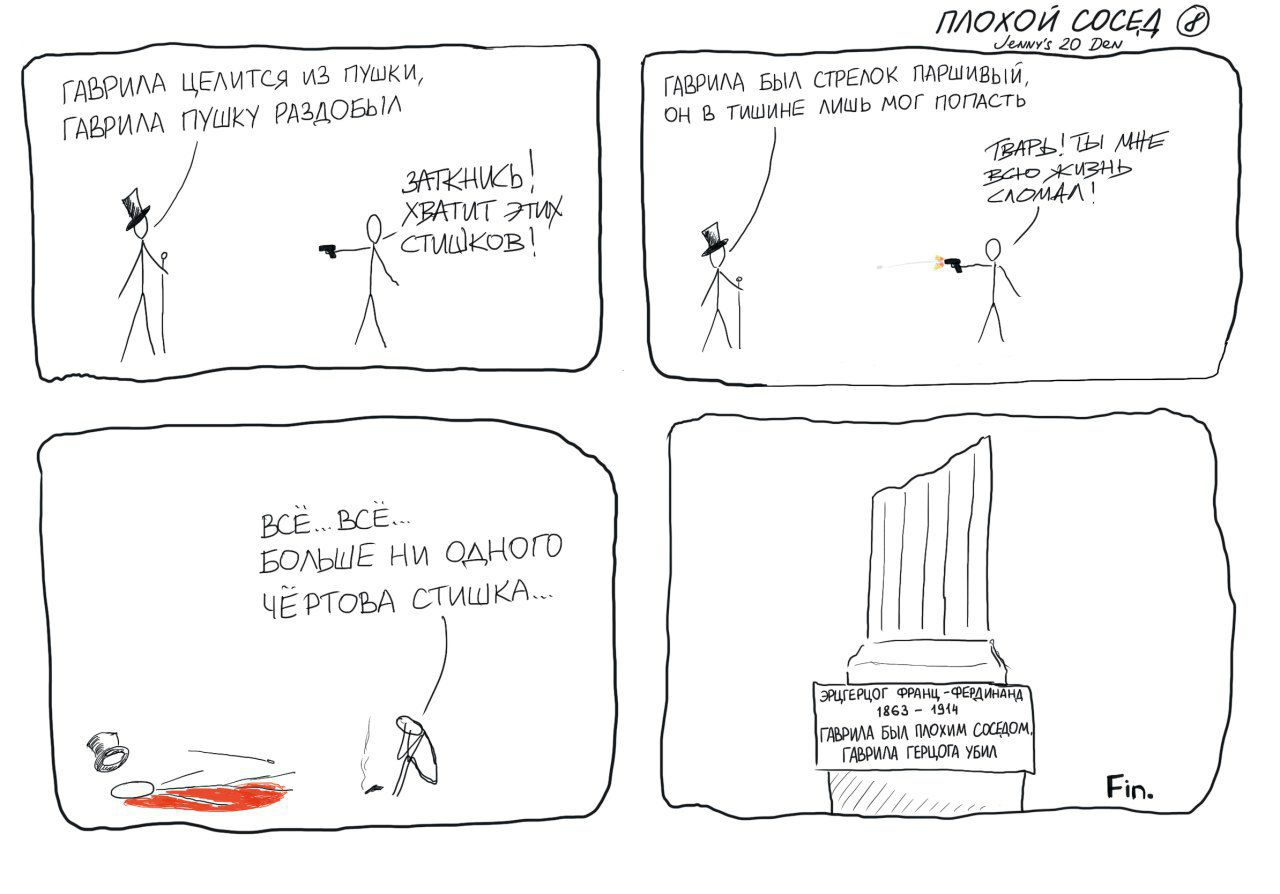 ПЛОХОЙ СОСЕД 8
Jenny's 20 Den
ГАВРИЛА ЦЕЛИТСЯ ИЗ ПУШКИ,
ГАВРИЛА ПУШКУ РАЗДОБЫЛ
ЗАТКНИСЬ!
ХВАТИТ ЭТИХ
СТИШКОВ!
ГАВРИЛА БЫЛ СТРЕЛОК ПАРШИВЫЙ,
ОН В ТИШИНЕ ЛИШЬ МОГ ПОПАСТЬ
ТВАРЬ! ТЫ МНЕ
ВСЮ ЖИЗНЬ
СЛОМАЛ!
ВСЁ... ВСЁ...
БОЛЬШЕ НИ ОДНОГО
ЧЁРТОВА СТИШКА...
ЭРЦГЕРЦОГ ФРАНЦ-ФЕРДИНАНД
1863 - 1914
ГАВРИЛА БЫЛ ПЛОХИМ СОСЕДОМ,
ГАВРИЛА ГЕРЦОГА УБИЛ
Fin.